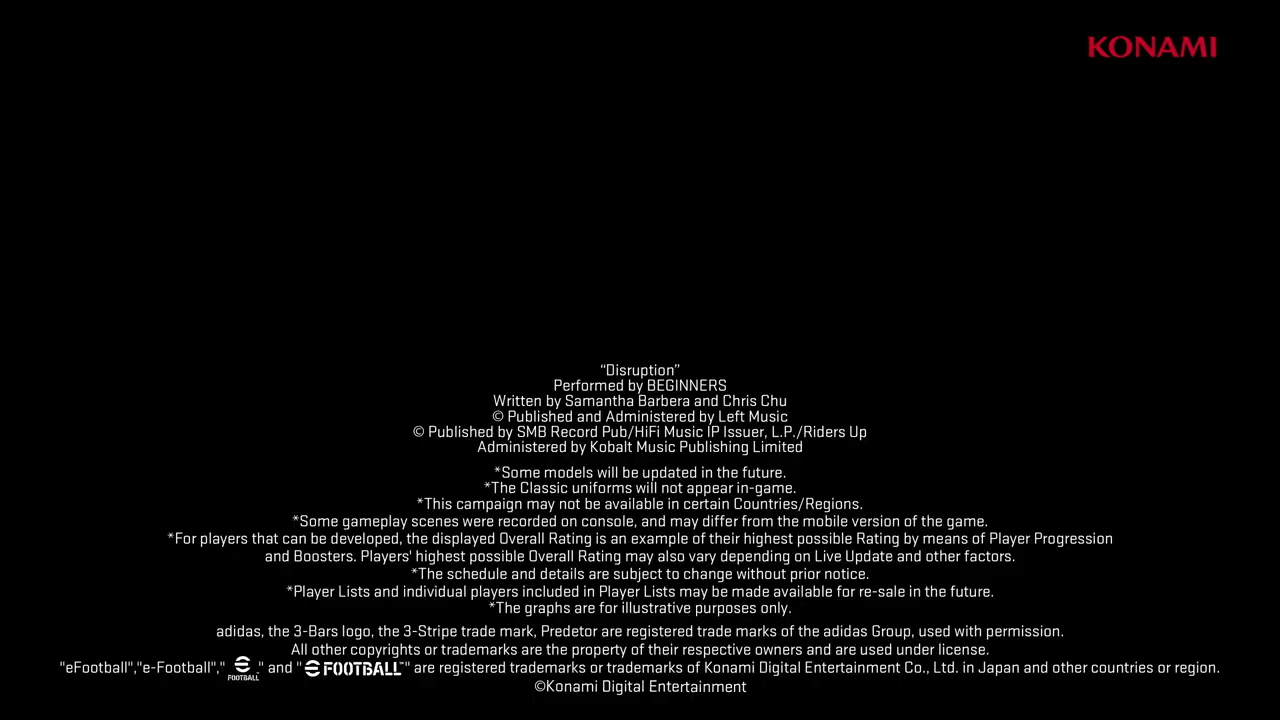 KONAMI
“Disruption”
Performed by BEGINNERS
Written by Samantha Barbera and Chris Chu
© Published and Administered by Left Music
© Published by SMB Record Pub/HiFi Music IP Issuer, L.P./Riders Up
Administered by Kobalt Music Publishing Limited
*Some models will be updated in the future.
*The Classic uniforms will not appear in-game.
*This campaign may not be available in certain Countries/Regions.
*Some gameplay scenes were recorded on console, and may differ from the mobile version of the game.
*For players that can be developed, the displayed Overall Rating is an example of their highest possible Rating by means of Player Progression
and Boosters. Players' highest possible Overall Rating may also vary depending on Live Update and other factors.
*The schedule and details are subject to change without prior notice.
*Player Lists and individual players included in Player Lists may be made available for re-sale in the future.
*The graphs are for illustrative purposes only.
adidas, the 3-Bars logo, the 3-Stripe trade mark, Predetor are registered trade marks of the adidas Group, used with permission.
All other copyrights or trademarks are the property of their respective owners and are used under license.
"eFootball","e-Football","e FOOTBALL" and "e FOOTBALL™" are registered trademarks or trademarks of Konami Digital Entertainment Co., Ltd. in Japan and other countries or region.
©Konami Digital Entertainment